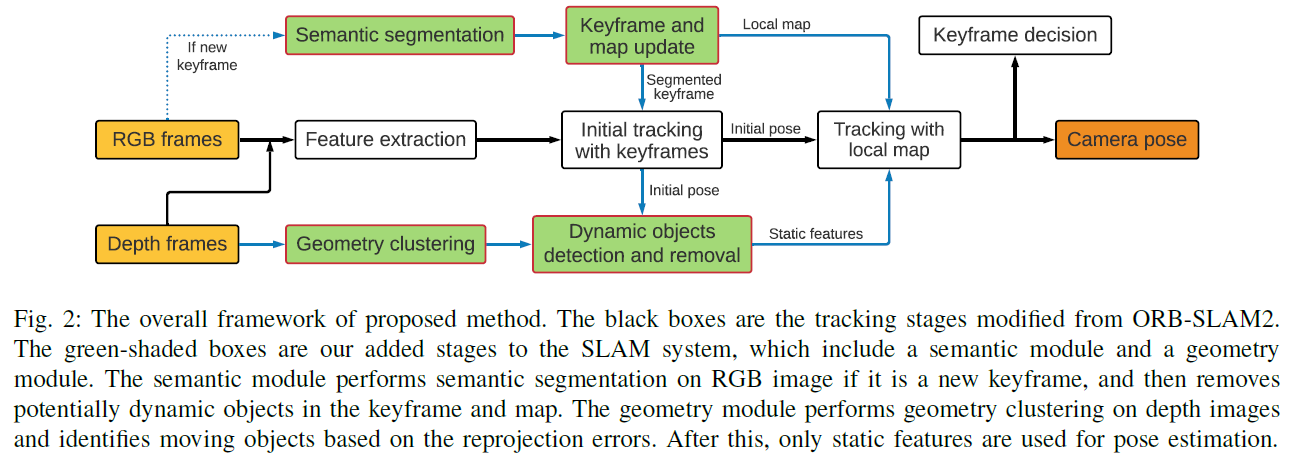 Semantic segmentation
Keyframe and
map update
Local map
Keyframe decision
If new
keyframe
Segmented
keyframe
RGB frames
Feature extraction
Initial tracking
with keyframes
Initial pose
Tracking with
local map
Camera pose
Initial pose
Depth frames
Geometry clustering
Dynamic objects
detection and removal
Static features
Fig. 2: The overall framework of proposed method. The black boxes are the tracking stages modified from ORB-SLAM2.
The green-shaded boxes are our added stages to the SLAM system, which include a semantic module and a geometry
module. The semantic module performs semantic segmentation on RGB image if it is a new keyframe, and then removes
potentially dynamic objects in the keyframe and map. The geometry module performs geometry clustering on depth images
and identifies moving objects based on the reprojection errors. After this, only static features are used for pose estimation.